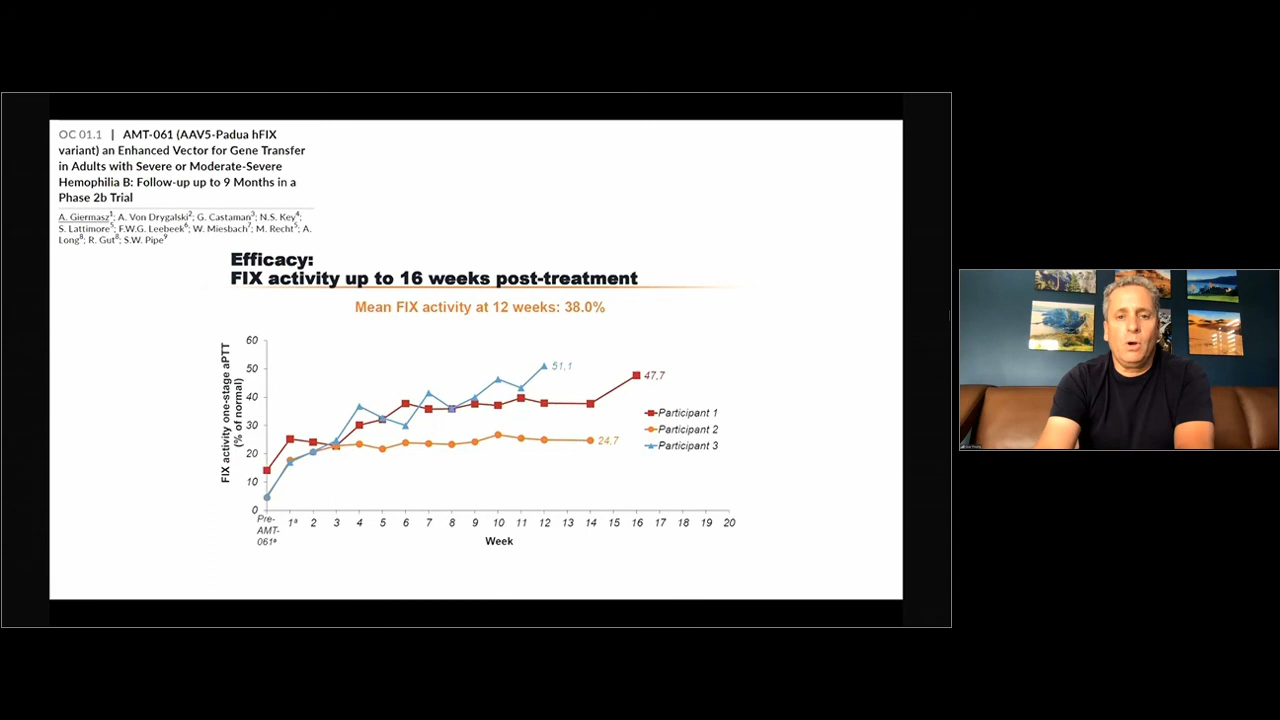 OC 01.1 | AMT-061 (AAV5-Padua hFIX
variant) an Enhanced Vector for Gene Transfer
in Adults with Severe or Moderate-Severe
Hemophilia B: Follow-up up to 9 Months in a
Phase 2b Trial
A. Giermasz¹; A. Von Drygalski²; G. Castaman³; N.S. Key⁴;
S. Lattimore⁵; F.W.G. Leebeek⁶; W. Miesbach⁷; M. Recht⁵; A.
Long⁸; R. Gut⁸; S.W. Pipe⁹
Efficacy:
FIX activity up to 16 weeks post-treatment
Mean FIX activity at 12 weeks: 38.0%
FIX activity one-stage aPTT
(% of normal)
60
50
40
30
20
10
0
51,1
47,7
24,7
Participant 1
Participant 2
Participant 3
Pre-
AMT-
061ª
1ª 2 3 4 5 6 7 8 9 10 11 12 13 14 16 17 18 19 20
Week